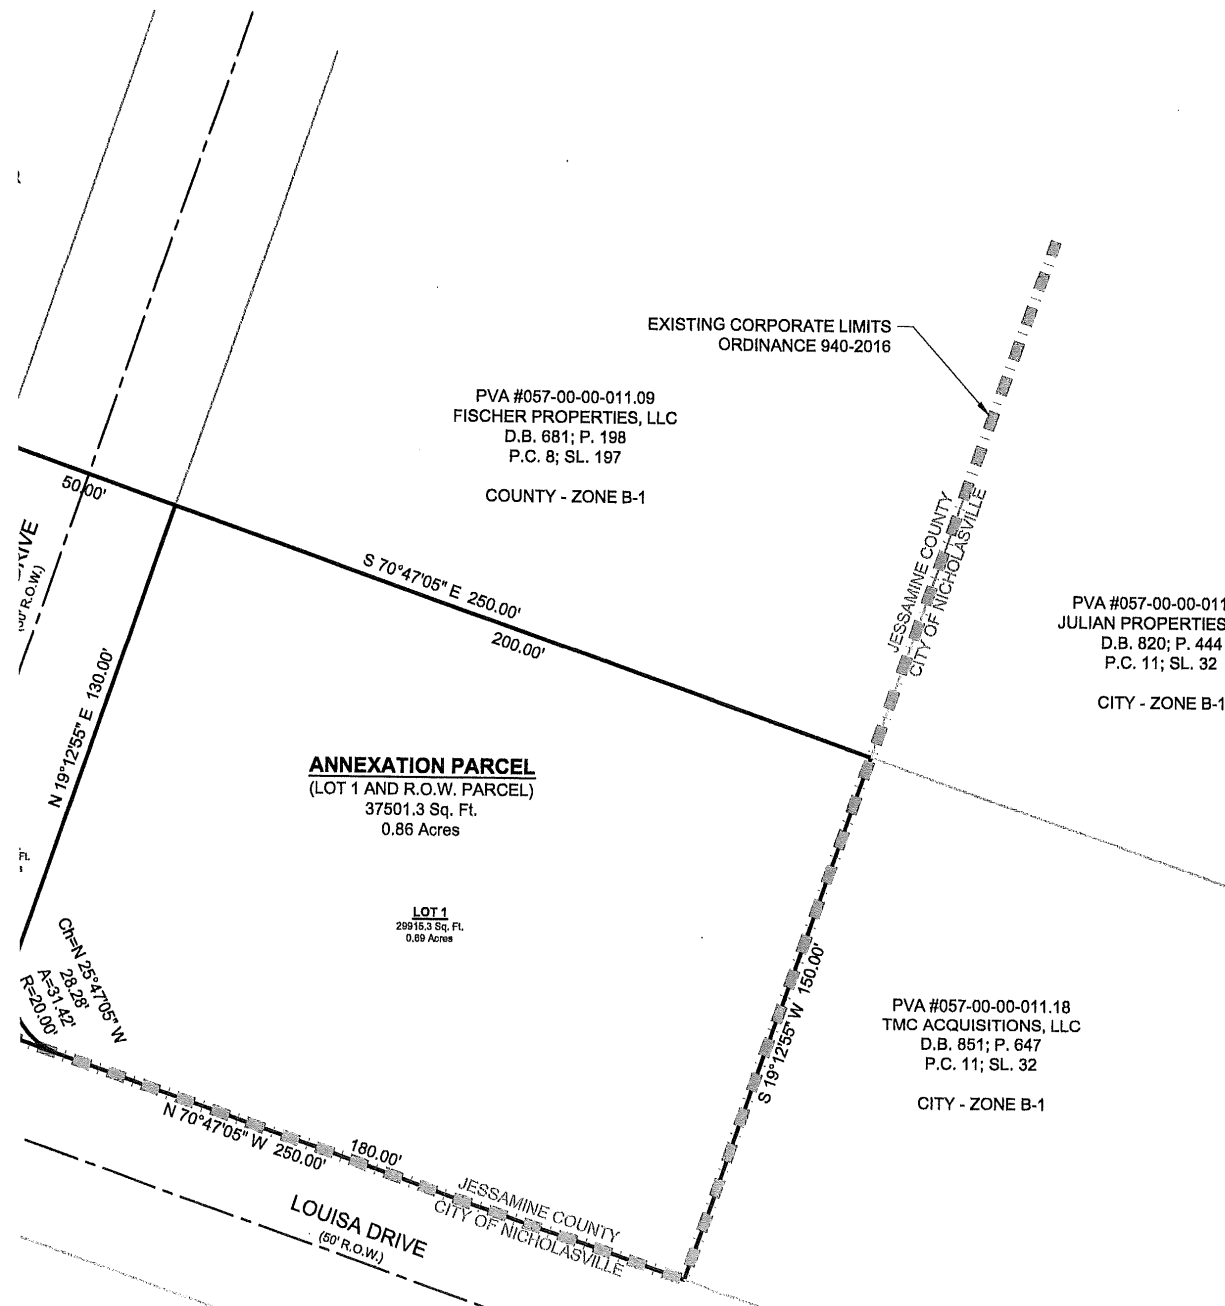 EXISTING CORPORATE LIMITS
ORDINANCE 940-2016
PVA #057-00-00-011.09
FISCHER PROPERTIES, LLC
D.B. 681; P. 198
P.C. 8; SL. 197
COUNTY - ZONE B-1
50.00'
S 70°47'05" E 250.00'
200.00'
JESSAMINE COUNTY
CITY OF NICHOLASVILLE
PVA #057-00-00-011
JULIAN PROPERTIES
D.B. 820; P. 444
P.C. 11; SL. 32
CITY - ZONE B-1
R.O.W.)
N 19°12'55" E 130.00'
ANNEXATION PARCEL
(LOT 1 AND R.O.W. PARCEL)
37501.3 Sq. Ft.
0.86 Acres
Ft.
LOT 1
29915.3 Sq. Ft.
0.69 Acres
Ch=N 25°47'05" W
28.28'
A=31.42'
R=20.00'
S 19°12'55" W 150.00'
PVA #057-00-00-011.18
TMC ACQUISITIONS, LLC
D.B. 851; P. 647
P.C. 11; SL. 32
CITY - ZONE B-1
N 70°47'05" W 250.00'
180.00'
JESSAMINE COUNTY
CITY OF NICHOLASVILLE
LOUISA DRIVE
(50' R.O.W.)